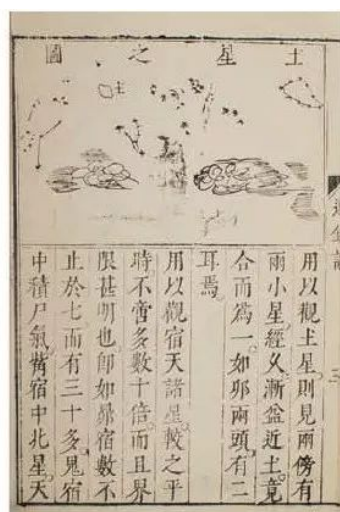 土星之圖
用以觀土星則見兩傍有
兩小星經久漸益近土竟
合而為一如卵兩頭有二
耳焉
用以觀宿天諸星較之平
時不啻多數十倍而且界
限甚明也卽如昴宿數不
止於七而有三十多鬼宿
中積尸氣觜宿中北星天